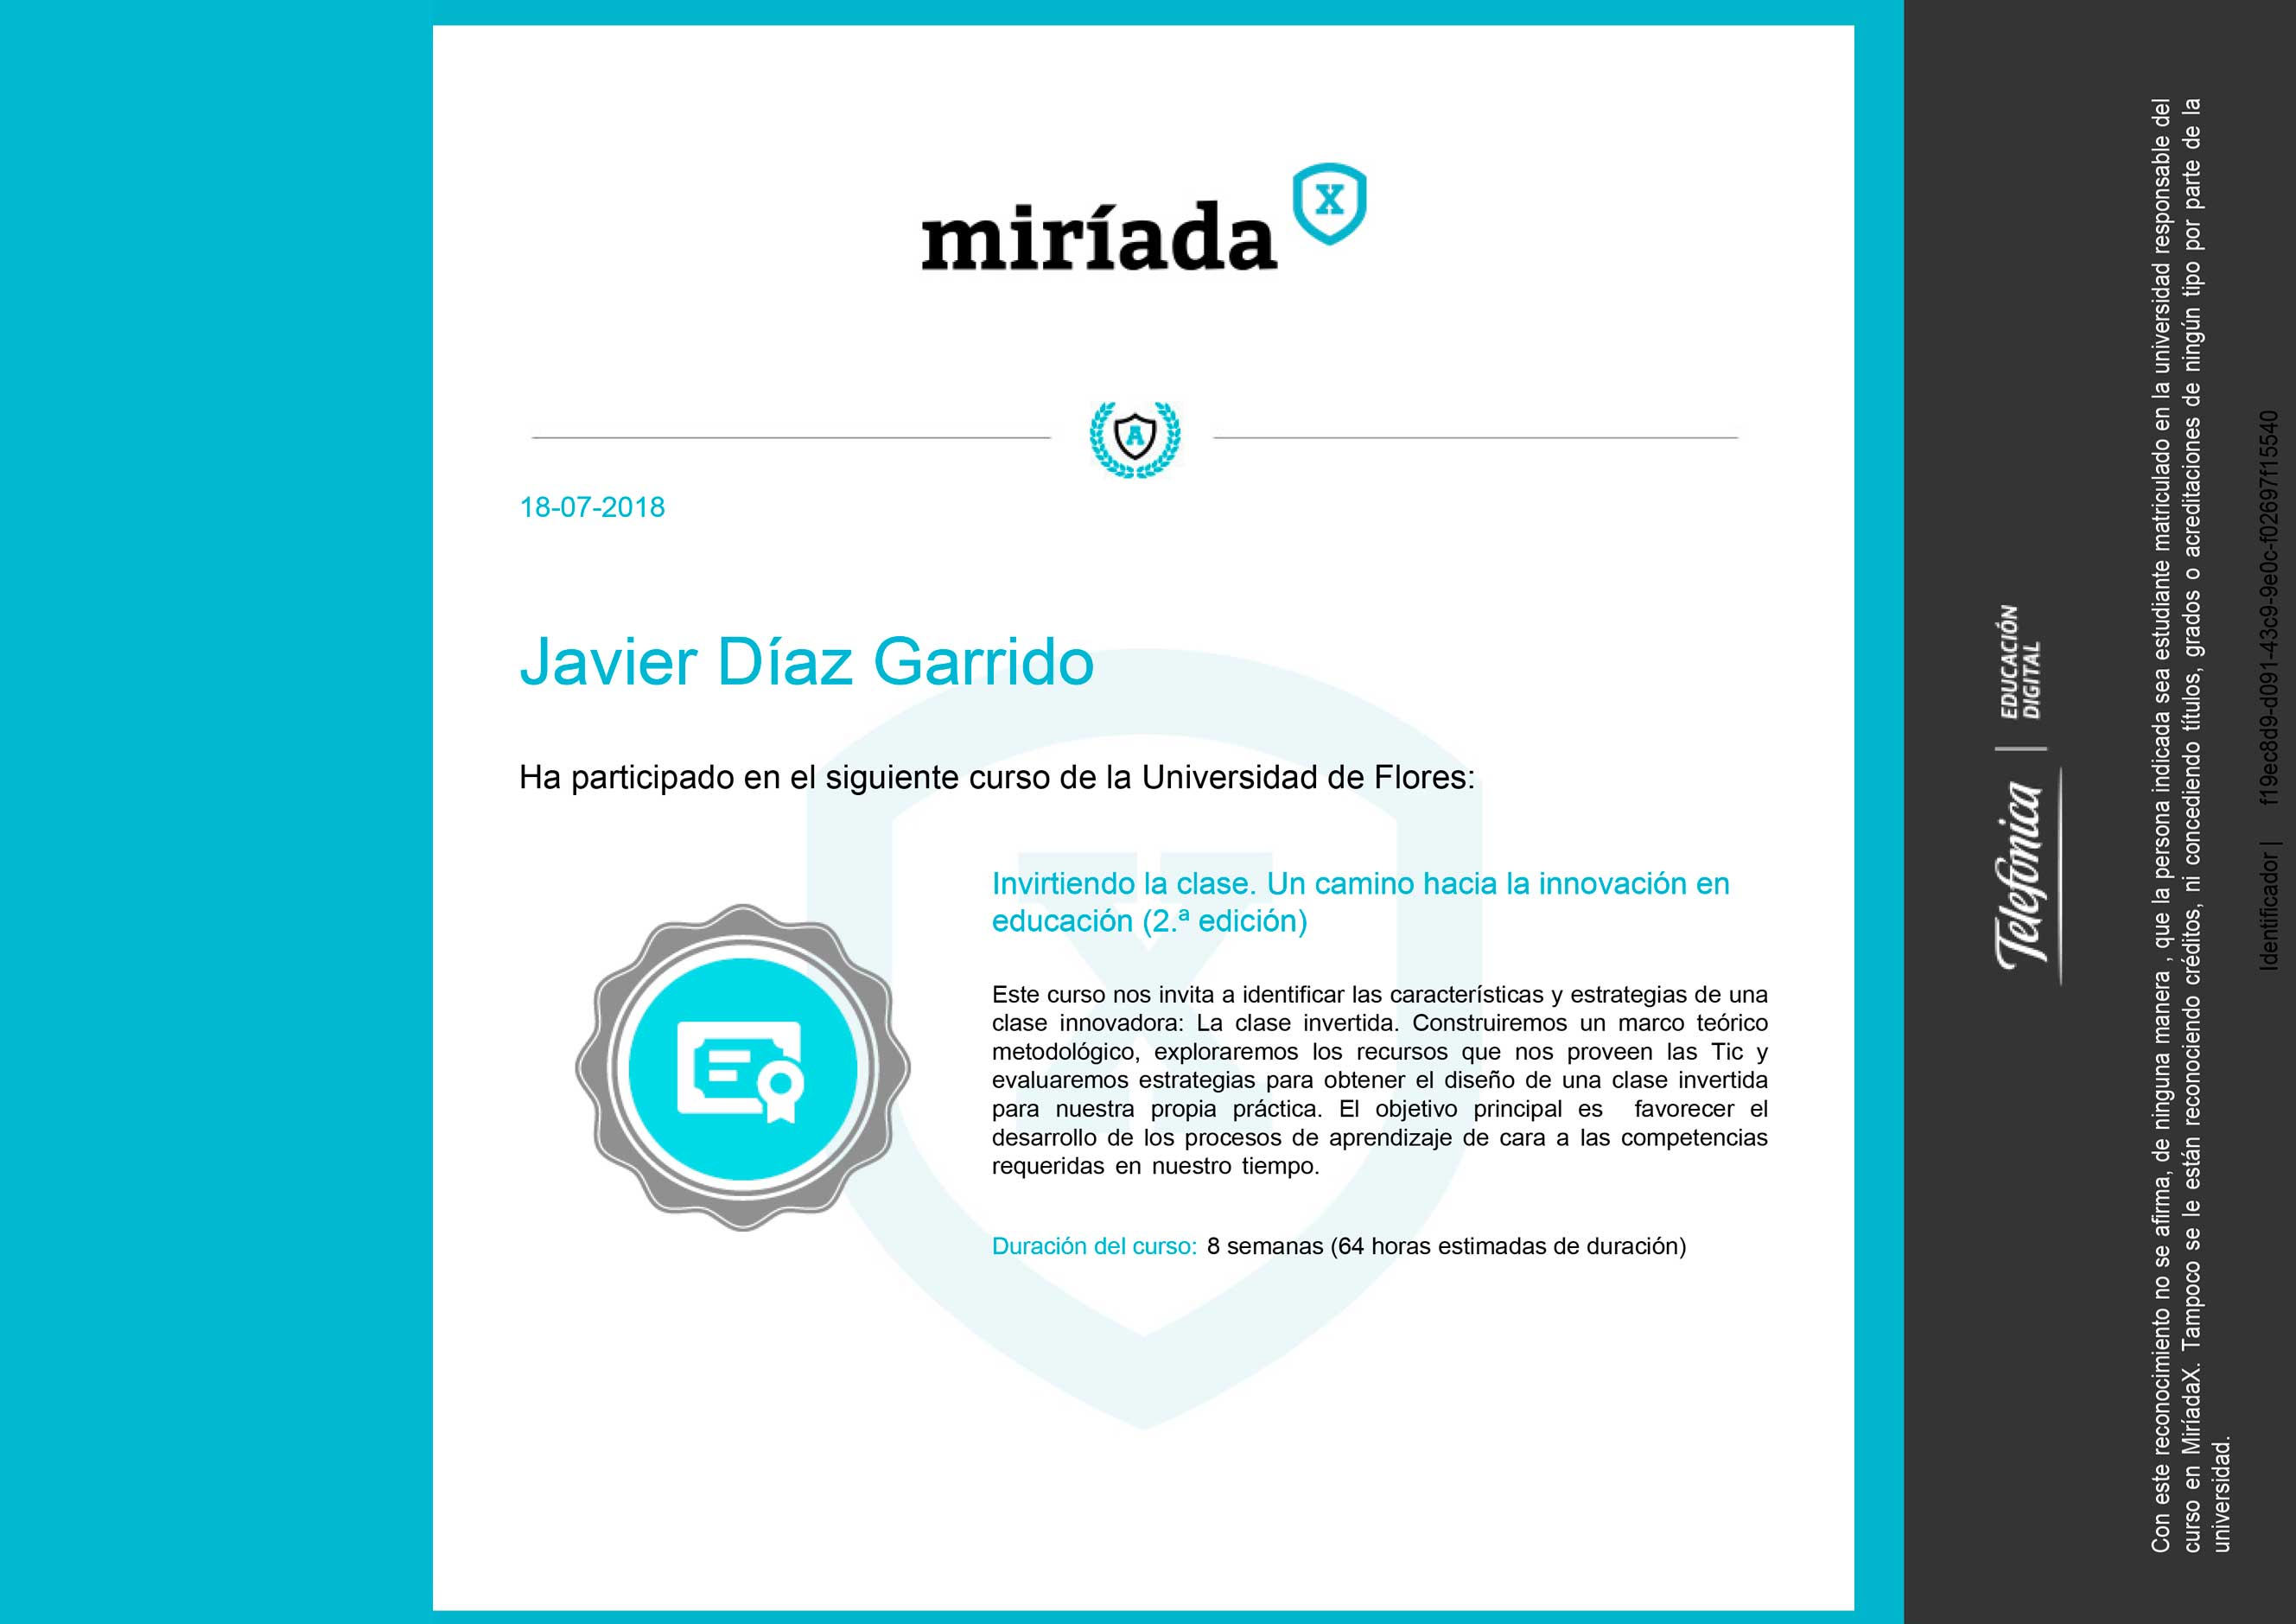 miríada X
A
18-07-2018
Javier Díaz Garrido
Ha participado en el siguiente curso de la Universidad de Flores:
X
Invirtiendo la clase. Un camino hacia la innovación en
educación (2.ª edición)
Este curso nos invita a identificar las características y estrategias de una
clase innovadora: La clase invertida. Construiremos un marco teórico
metodológico, exploraremos los recursos que nos proveen las Tic y
evaluaremos estrategias para obtener el diseño de una clase invertida
para nuestra propia práctica. El objetivo principal es favorecer el
desarrollo de los procesos de aprendizaje de cara a las competencias
requeridas en nuestro tiempo.
Duración del curso: 8 semanas (64 horas estimadas de duración)
Telefónica | EDUCACIÓN
DIGITAL
Con este reconocimiento no se afirma, de ninguna manera , que la persona indicada sea estudiante matriculado en la universidad responsable del
curso en MiríadaX. Tampoco se le están reconociendo créditos, ni concediendo títulos, grados o acreditaciones de ningún tipo por parte de la
universidad.
Identificador | f19ec8d9-d091-43c9-9e0c-f02697f15540